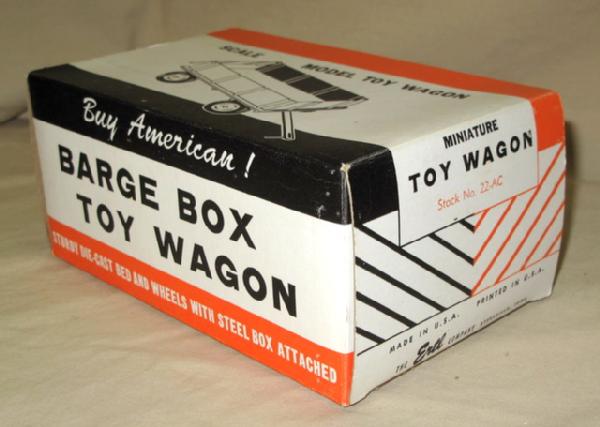 SCALE MODEL TOY WAGON
Buy American!
BARGE BOX
TOY WAGON
STURDY DIE-CAST BED AND WHEELS WITH STEEL BOX ATTACHED
MINIATURE
TOY WAGON
Stock No. 22-AC
MADE IN U.S.A. PRINTED IN U.S.A.
THE Ertl COMPANY